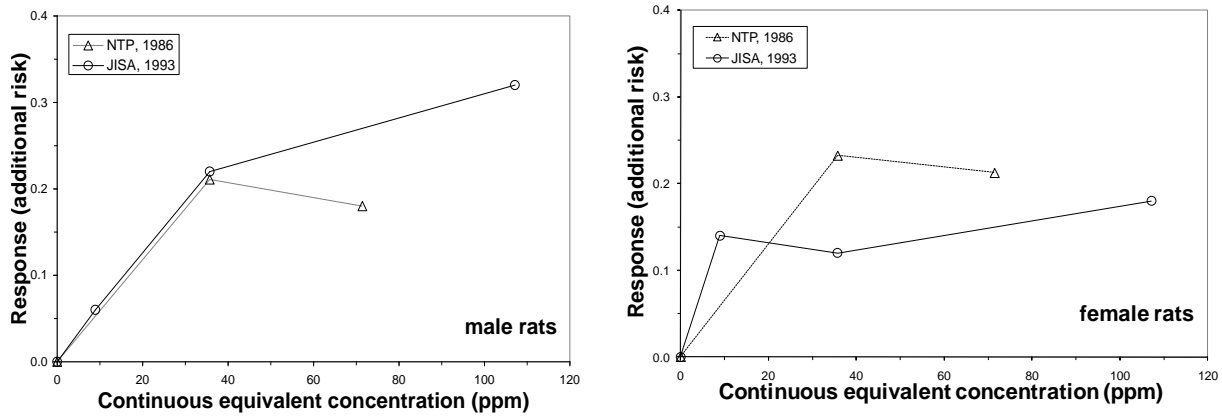 Response (additional risk)
0.4
0.3
0.2
0.1
0.0
NTP, 1986
JISA, 1993
male rats
0 20 40 60 80 100 120
Continuous equivalent concentration (ppm)
Response (additional risk)
0.4
0.3
0.2
0.1
0.0
NTP, 1986
JISA, 1993
female rats
0 20 40 60 80 100 120
Continuous equivalent concentration (ppm)